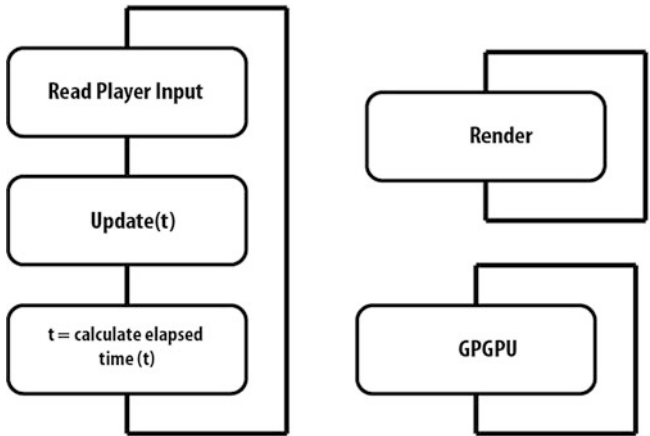 Read Player Input
Update(t)
t = calculate elapsed
time (t)
Render
GPGPU